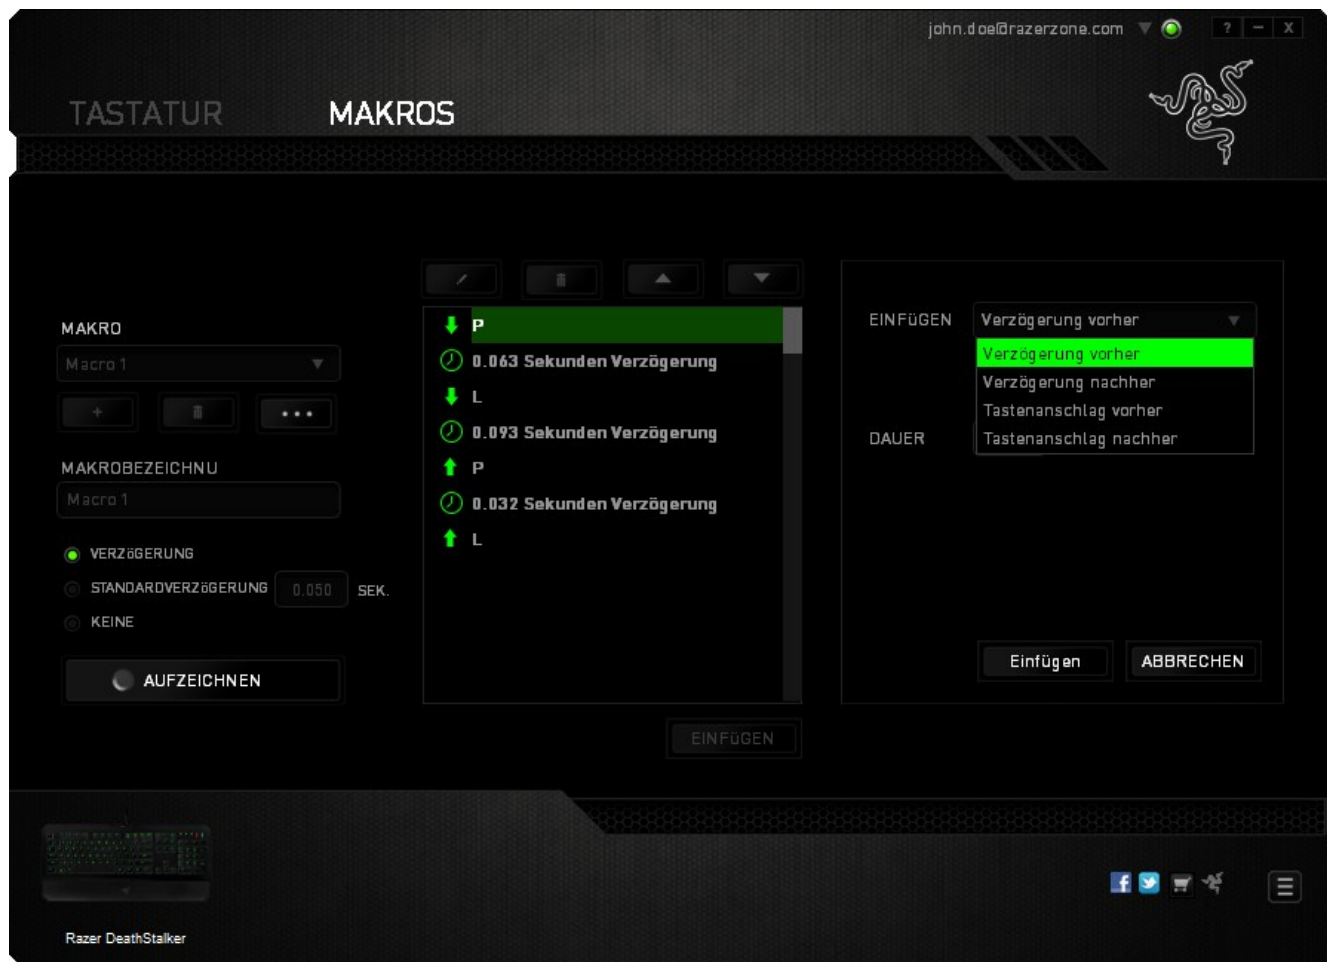 john.doe@razerzone.com
? – X
TASTATUR MAKROS
MAKRO
Macro 1
MAKROBEZEICHNU
Macro 1
VERZöGERUNG
STANDARDVERZöGERUNG 0.050 SEK.
KEINE
AUFZEICHNEN
P
0.063 Sekunden Verzögerung
L
0.093 Sekunden Verzögerung
P
0.032 Sekunden Verzögerung
L
EINFüGEN
EINFüGEN Verzögerung vorher
Verzögerung vorher
Verzögerung nachher
Tastenanschlag vorher
Tastenanschlag nachher
DAUER
Einfügen ABBRECHEN
Razer DeathStalker